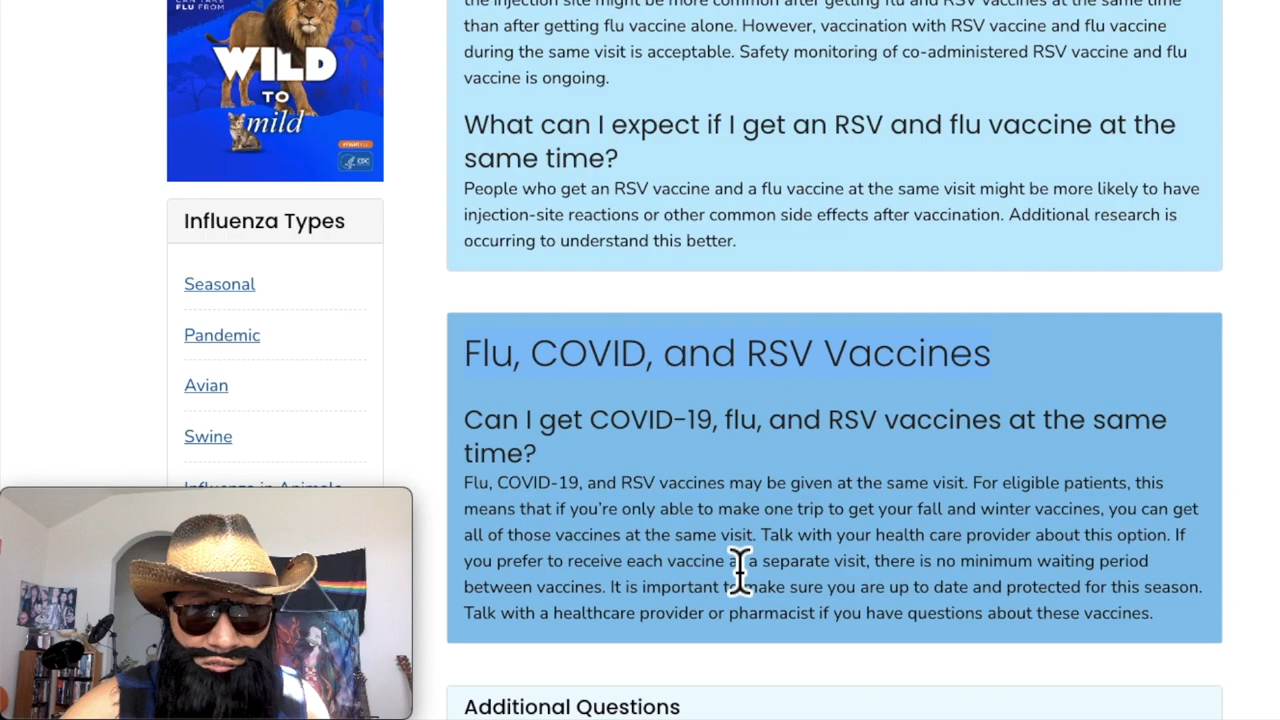 CAN TAKE
FLU FROM
WILD
TO
mild
CDC
Influenza Types
Seasonal
Pandemic
Avian
Swine
Influenza in Animals
the injection site might be more common after getting flu and RSV vaccines at the same time
than after getting flu vaccine alone. However, vaccination with RSV vaccine and flu vaccine
during the same visit is acceptable. Safety monitoring of co-administered RSV vaccine and flu
vaccine is ongoing.
What can I expect if I get an RSV and flu vaccine at the
same time?
People who get an RSV vaccine and a flu vaccine at the same visit might be more likely to have
injection-site reactions or other common side effects after vaccination. Additional research is
occurring to understand this better.
Flu, COVID, and RSV Vaccines
Can I get COVID-19, flu, and RSV vaccines at the same
time?
Flu, COVID-19, and RSV vaccines may be given at the same visit. For eligible patients, this
means that if you're only able to make one trip to get your fall and winter vaccines, you can get
all of those vaccines at the same visit. Talk with your health care provider about this option. If
you prefer to receive each vaccine at a separate visit, there is no minimum waiting period
between vaccines. It is important to make sure you are up to date and protected for this season.
Talk with a healthcare provider or pharmacist if you have questions about these vaccines.
Additional Questions